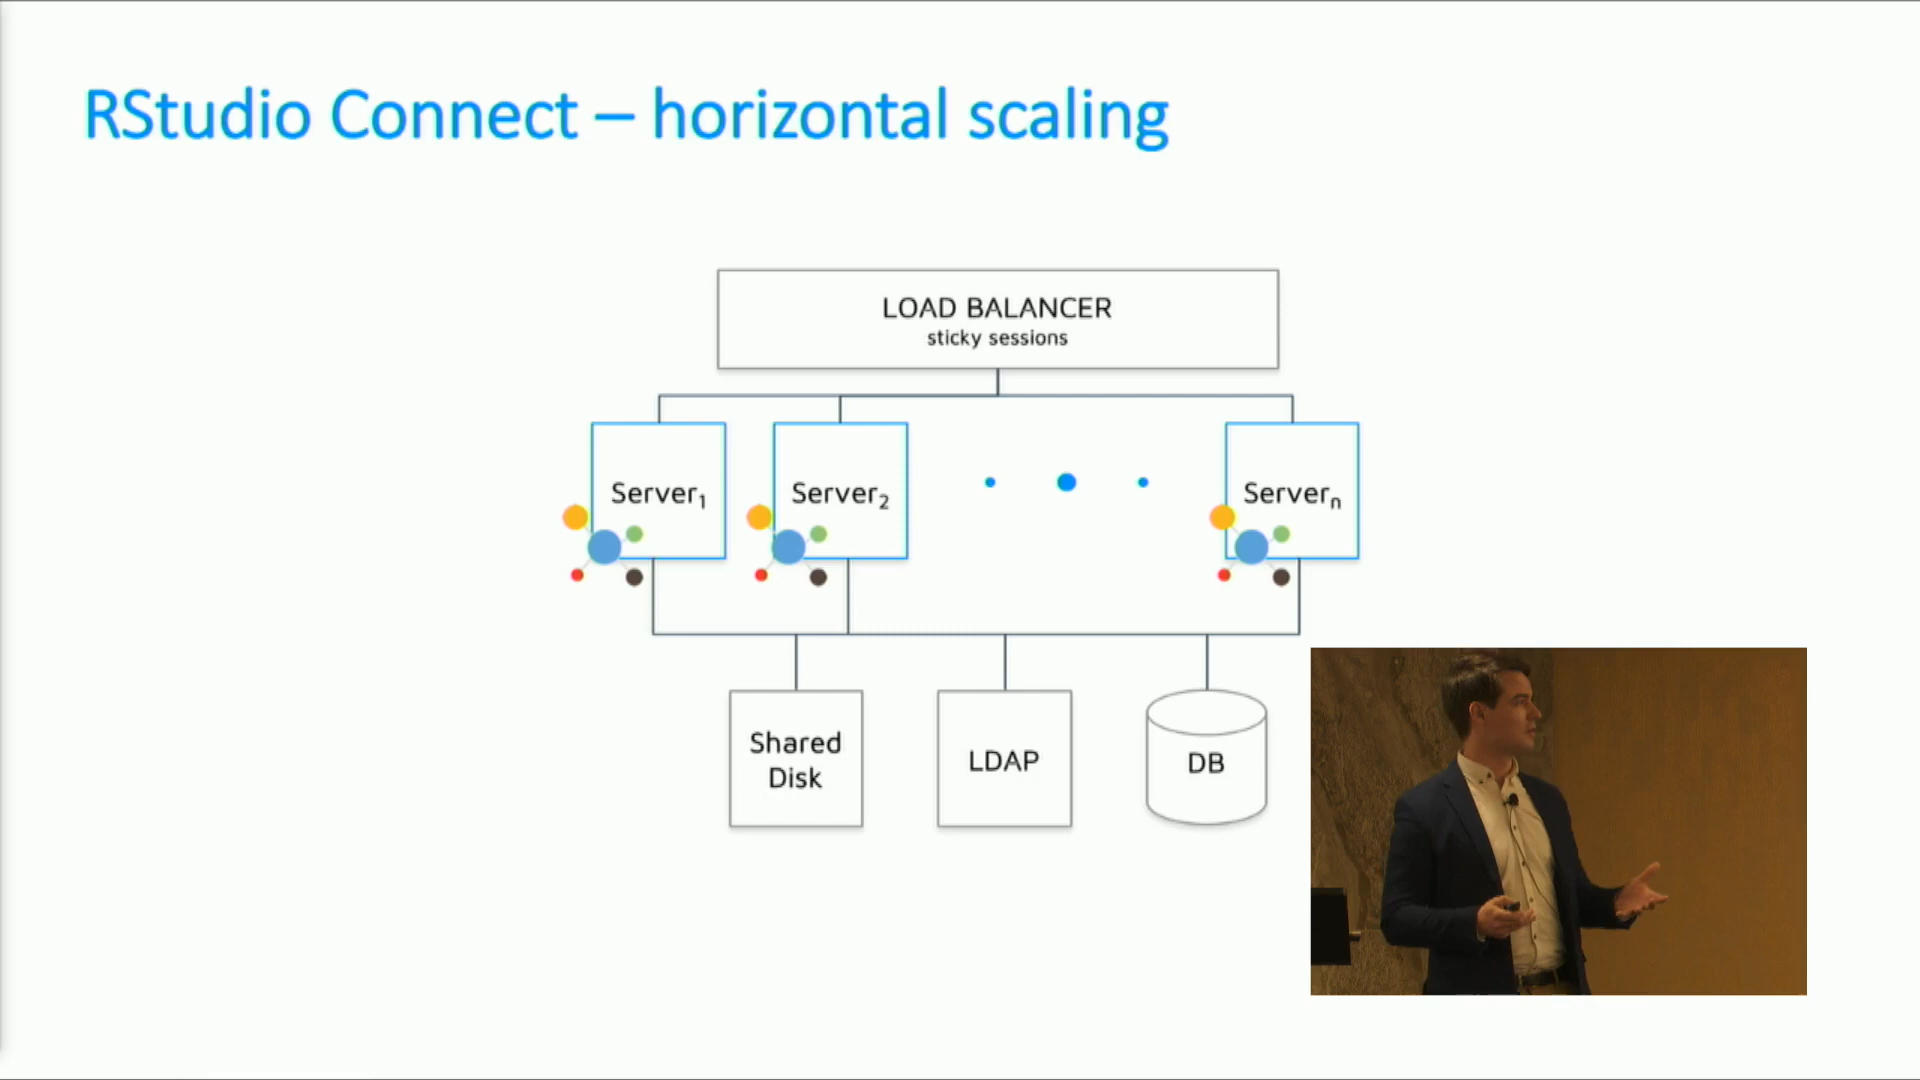 RStudio Connect – horizontal scaling
LOAD BALANCER
sticky sessions
Server1
Server2
Servern
Shared
Disk
LDAP
DB